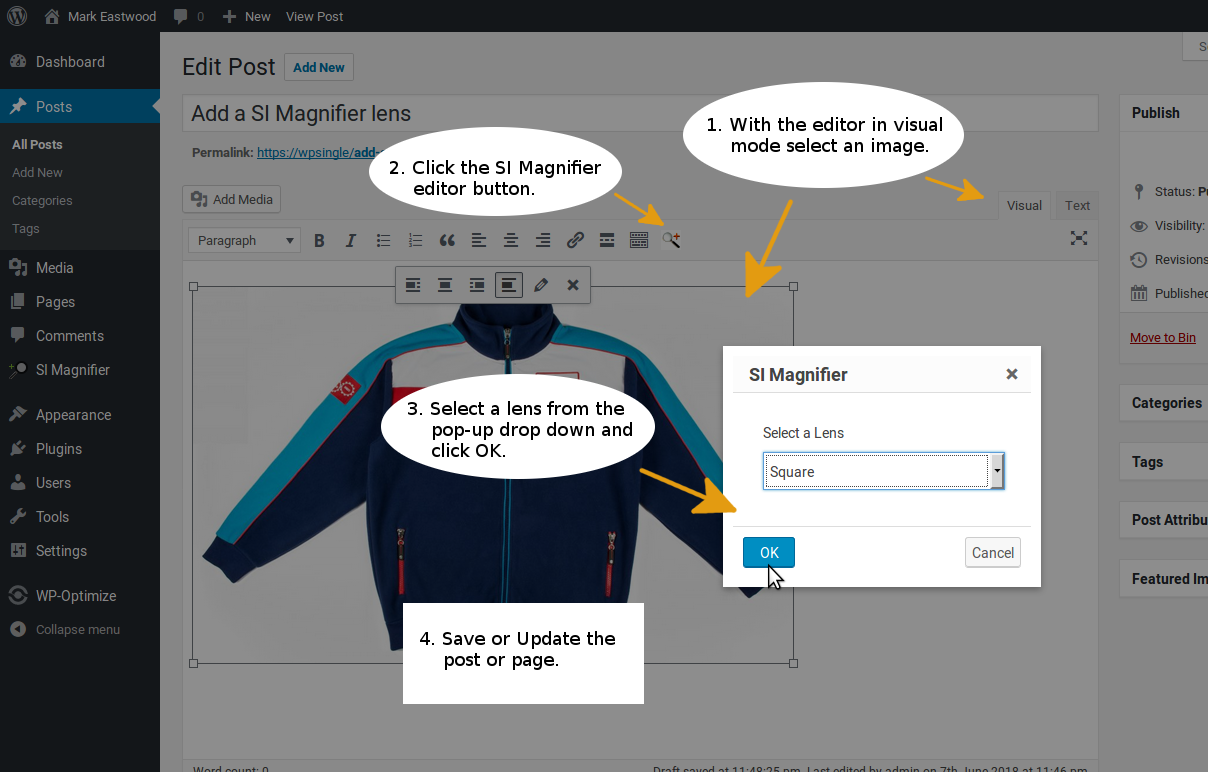 Mark Eastwood 0 New View Post
Dashboard
Posts
All Posts
Add New
Categories
Tags
Media
Pages
Comments
SI Magnifier
Appearance
Plugins
Users
Tools
Settings
WP-Optimize
Collapse menu
Edit Post Add New
Add a SI Magnifier lens
Permalink: https://wpsingle/add-
1. With the editor in visual
mode select an image.
2. Click the SI Magnifier
editor button.
Add Media
Visual Text
Paragraph B I
3. Select a lens from the
pop-up drop down and
click OK.
SI Magnifier
Select a Lens
Square
OK Cancel
4. Save or Update the
post or page.
Word count: 0 Draft saved at 11:48:25 pm. Last edited by admin on 7th June 2018 at 11:46 pm
Publish
Status:
Visibility:
Revisions
Published
Move to Bin
Categories
Tags
Post Attribu
Featured Im